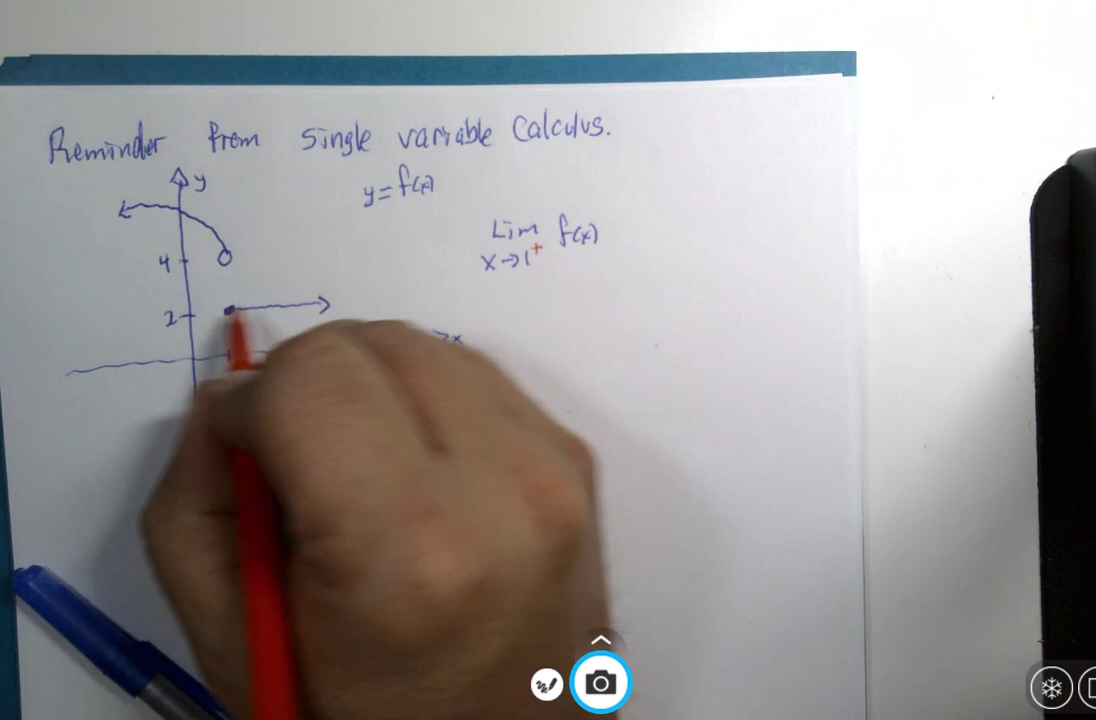 Reminder from single variable Calculus.
y
y = f(x)
Lim f(x)
x→1⁺
4
2
x